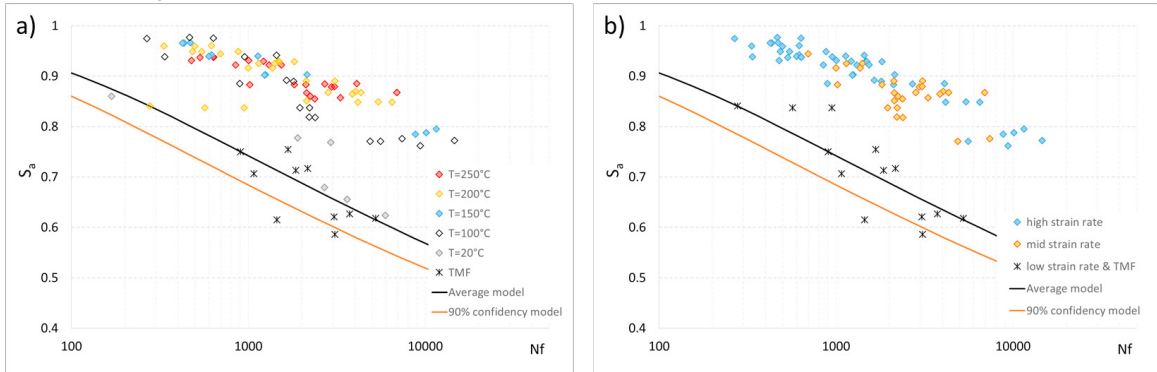 a)
1
0.9
0.8
0.7
0.6
0.5
0.4
Sa
100
1000
10000
Nf
T=250°C
T=200°C
T=150°C
T=100°C
T=20°C
TMF
Average model
90% confidency model
b)
1
0.9
0.8
0.7
0.6
0.5
0.4
Sa
100
1000
10000
Nf
high strain rate
mid strain rate
low strain rate & TMF
Average model
90% confidency model